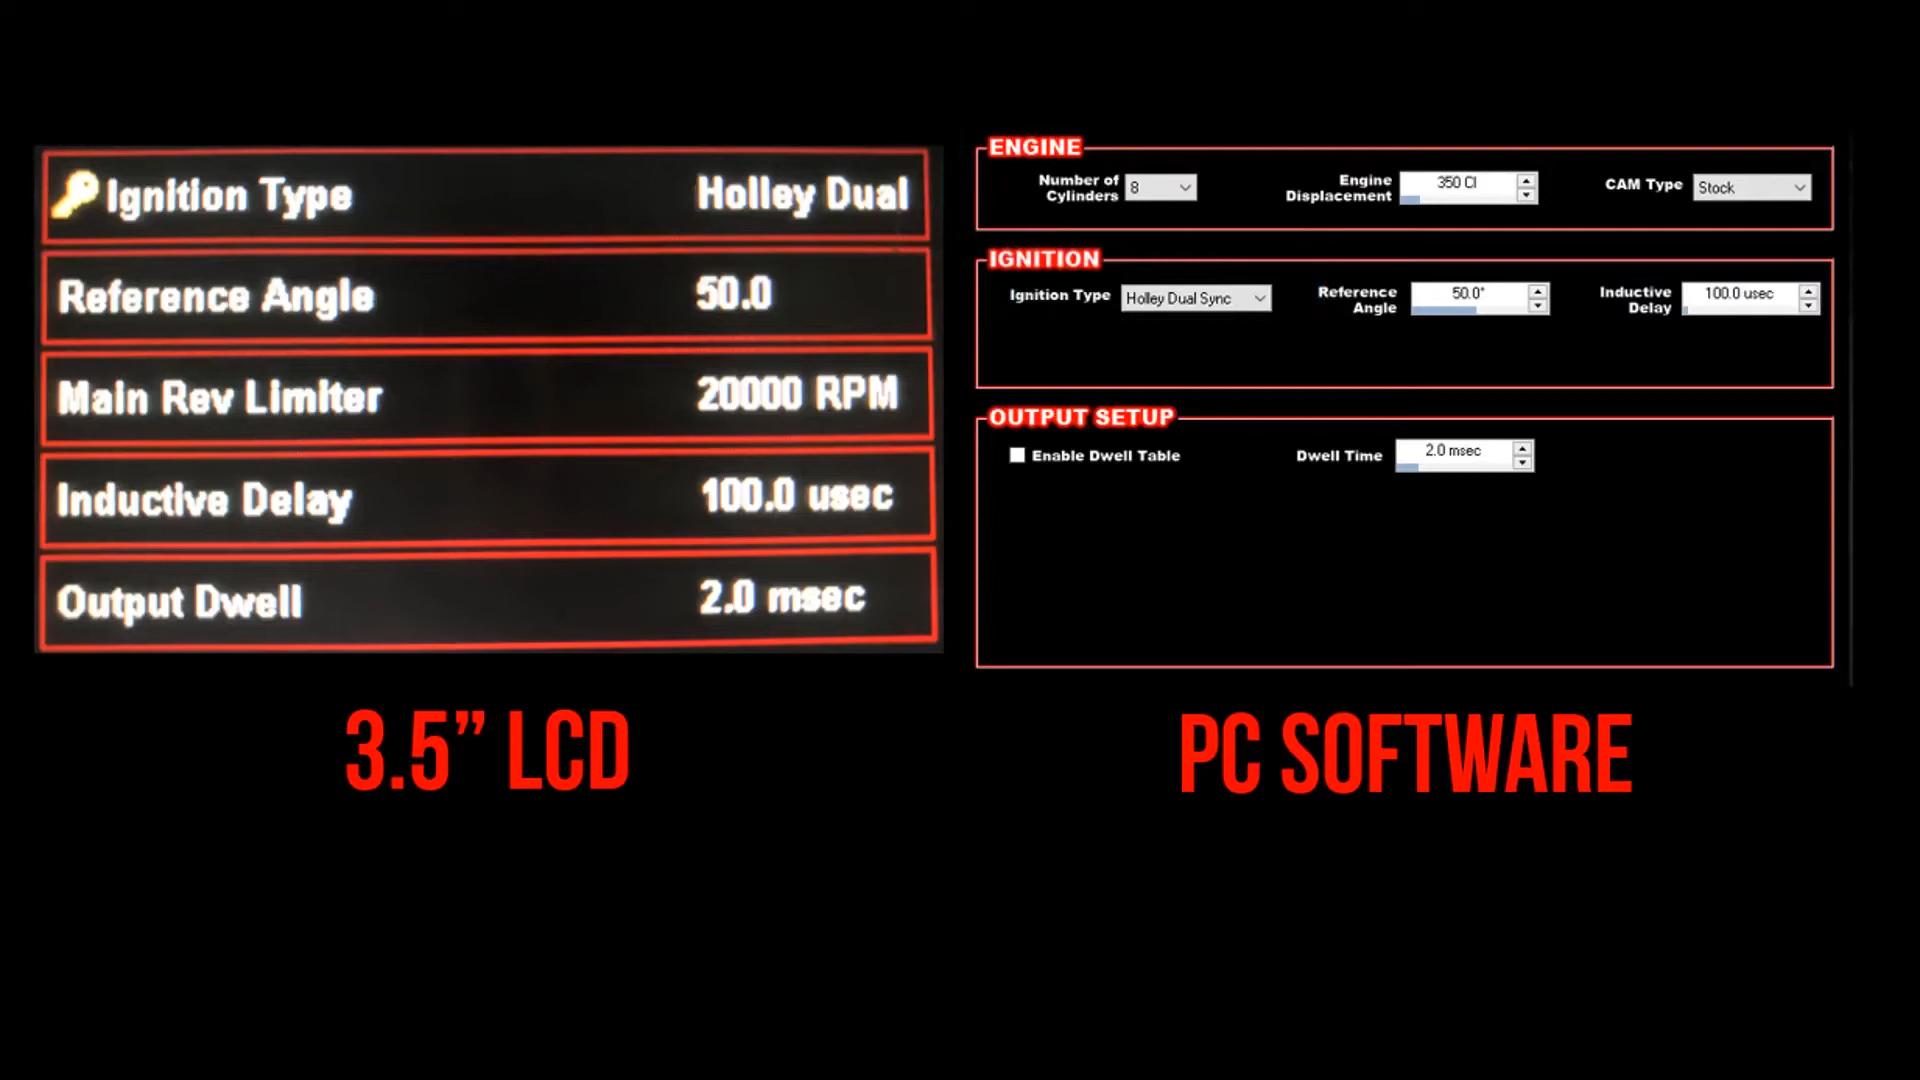 Ignition Type Holley Dual
Reference Angle 50.0
Main Rev Limiter 20000 RPM
Inductive Delay 100.0 usec
Output Dwell 2.0 msec
3.5” LCD
ENGINE
Number of Cylinders 8 Engine Displacement 350 CI CAM Type Stock
IGNITION
Ignition Type Holley Dual Sync Reference Angle 50.0° Inductive Delay 100.0 usec
OUTPUT SETUP
Enable Dwell Table Dwell Time 2.0 msec
PC SOFTWARE